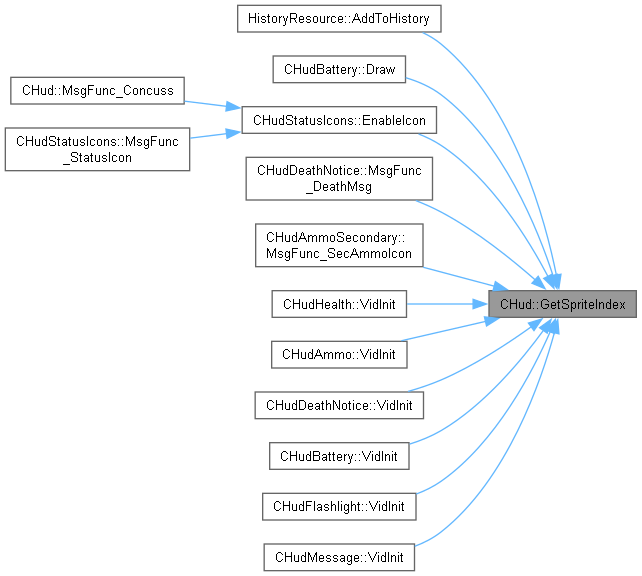 HistoryResource::AddToHistory
CHudBattery::Draw
CHud::MsgFunc_Concuss
CHudStatusIcons::EnableIcon
CHudStatusIcons::MsgFunc
_StatusIcon
CHudDeathNotice::MsgFunc
_DeathMsg
CHudAmmoSecondary::
MsgFunc_SecAmmoIcon
CHud::GetSpriteIndex
CHudHealth::VidInit
CHudAmmo::VidInit
CHudDeathNotice::VidInit
CHudBattery::VidInit
CHudFlashlight::VidInit
CHudMessage::VidInit